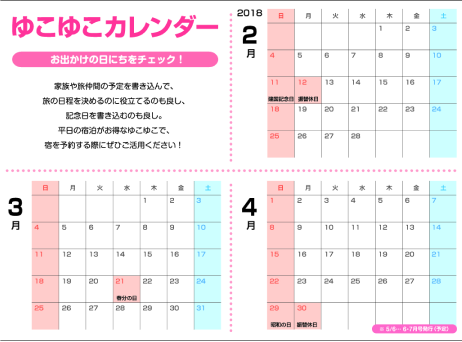 ゆこゆこカレンダー
お出かけの日にちをチェック！
家族や旅仲間の予定を書き込んで、
旅の日程を決めるのに役立てるのも良し、
記念日を書き込むのも良し。
平日の宿泊がお得なゆこゆこで、
宿を予約する際にぜひご活用ください！
2018
2月
日 月 火 水 木 金 土
1 2 3
4 5 6 7 8 9 10
11 12 13 14 15 16 17
建国記念日 振替休日
18 19 20 21 22 23 24
25 26 27 28
3月
日 月 火 水 木 金 土
1 2 3
4 5 6 7 8 9 10
11 12 13 14 15 16 17
18 19 20 21 22 23 24
春分の日
25 26 27 28 29 30 31
4月
日 月 火 水 木 金 土
1 2 3 4 5 6 7
8 9 10 11 12 13 14
15 16 17 18 19 20 21
22 23 24 25 26 27 28
29 30
昭和の日 振替休日